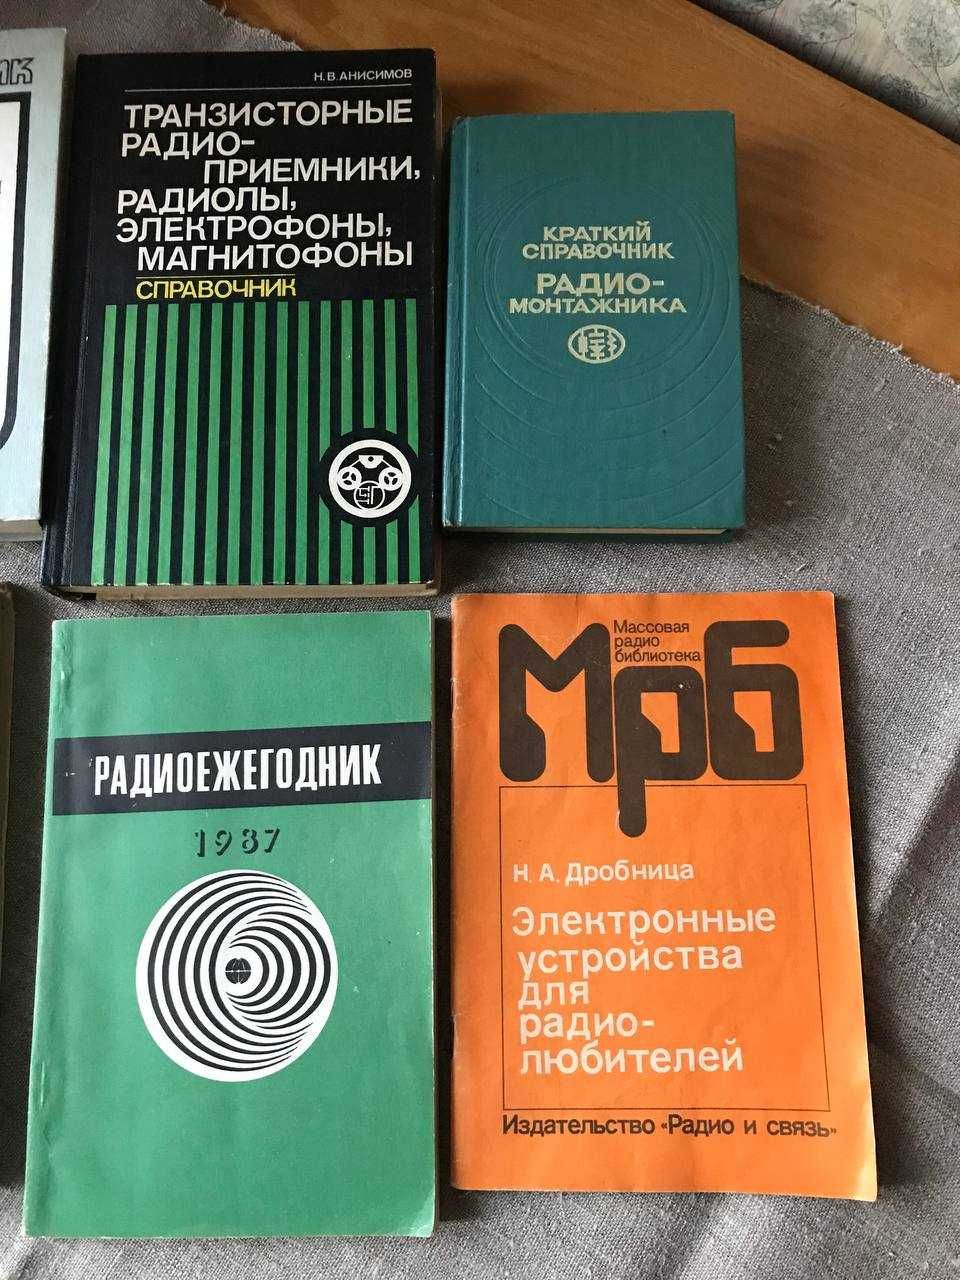 Н. В. АНИСИМОВ
ТРАНЗИСТОРНЫЕ
РАДИО-
ПРИЕМНИКИ,
РАДИОЛЫ,
ЭЛЕКТРОФОНЫ,
МАГНИТОФОНЫ
СПРАВОЧНИК
КРАТКИЙ
СПРАВОЧНИК
РАДИО-
МОНТАЖНИКА
РАДИОЕЖЕГОДНИК
1987
Массовая
радио
библиотека
МРБ
Н. А. Дробница
Электронные
устройства
для
радио-
любителей
Издательство «Радио и связь»